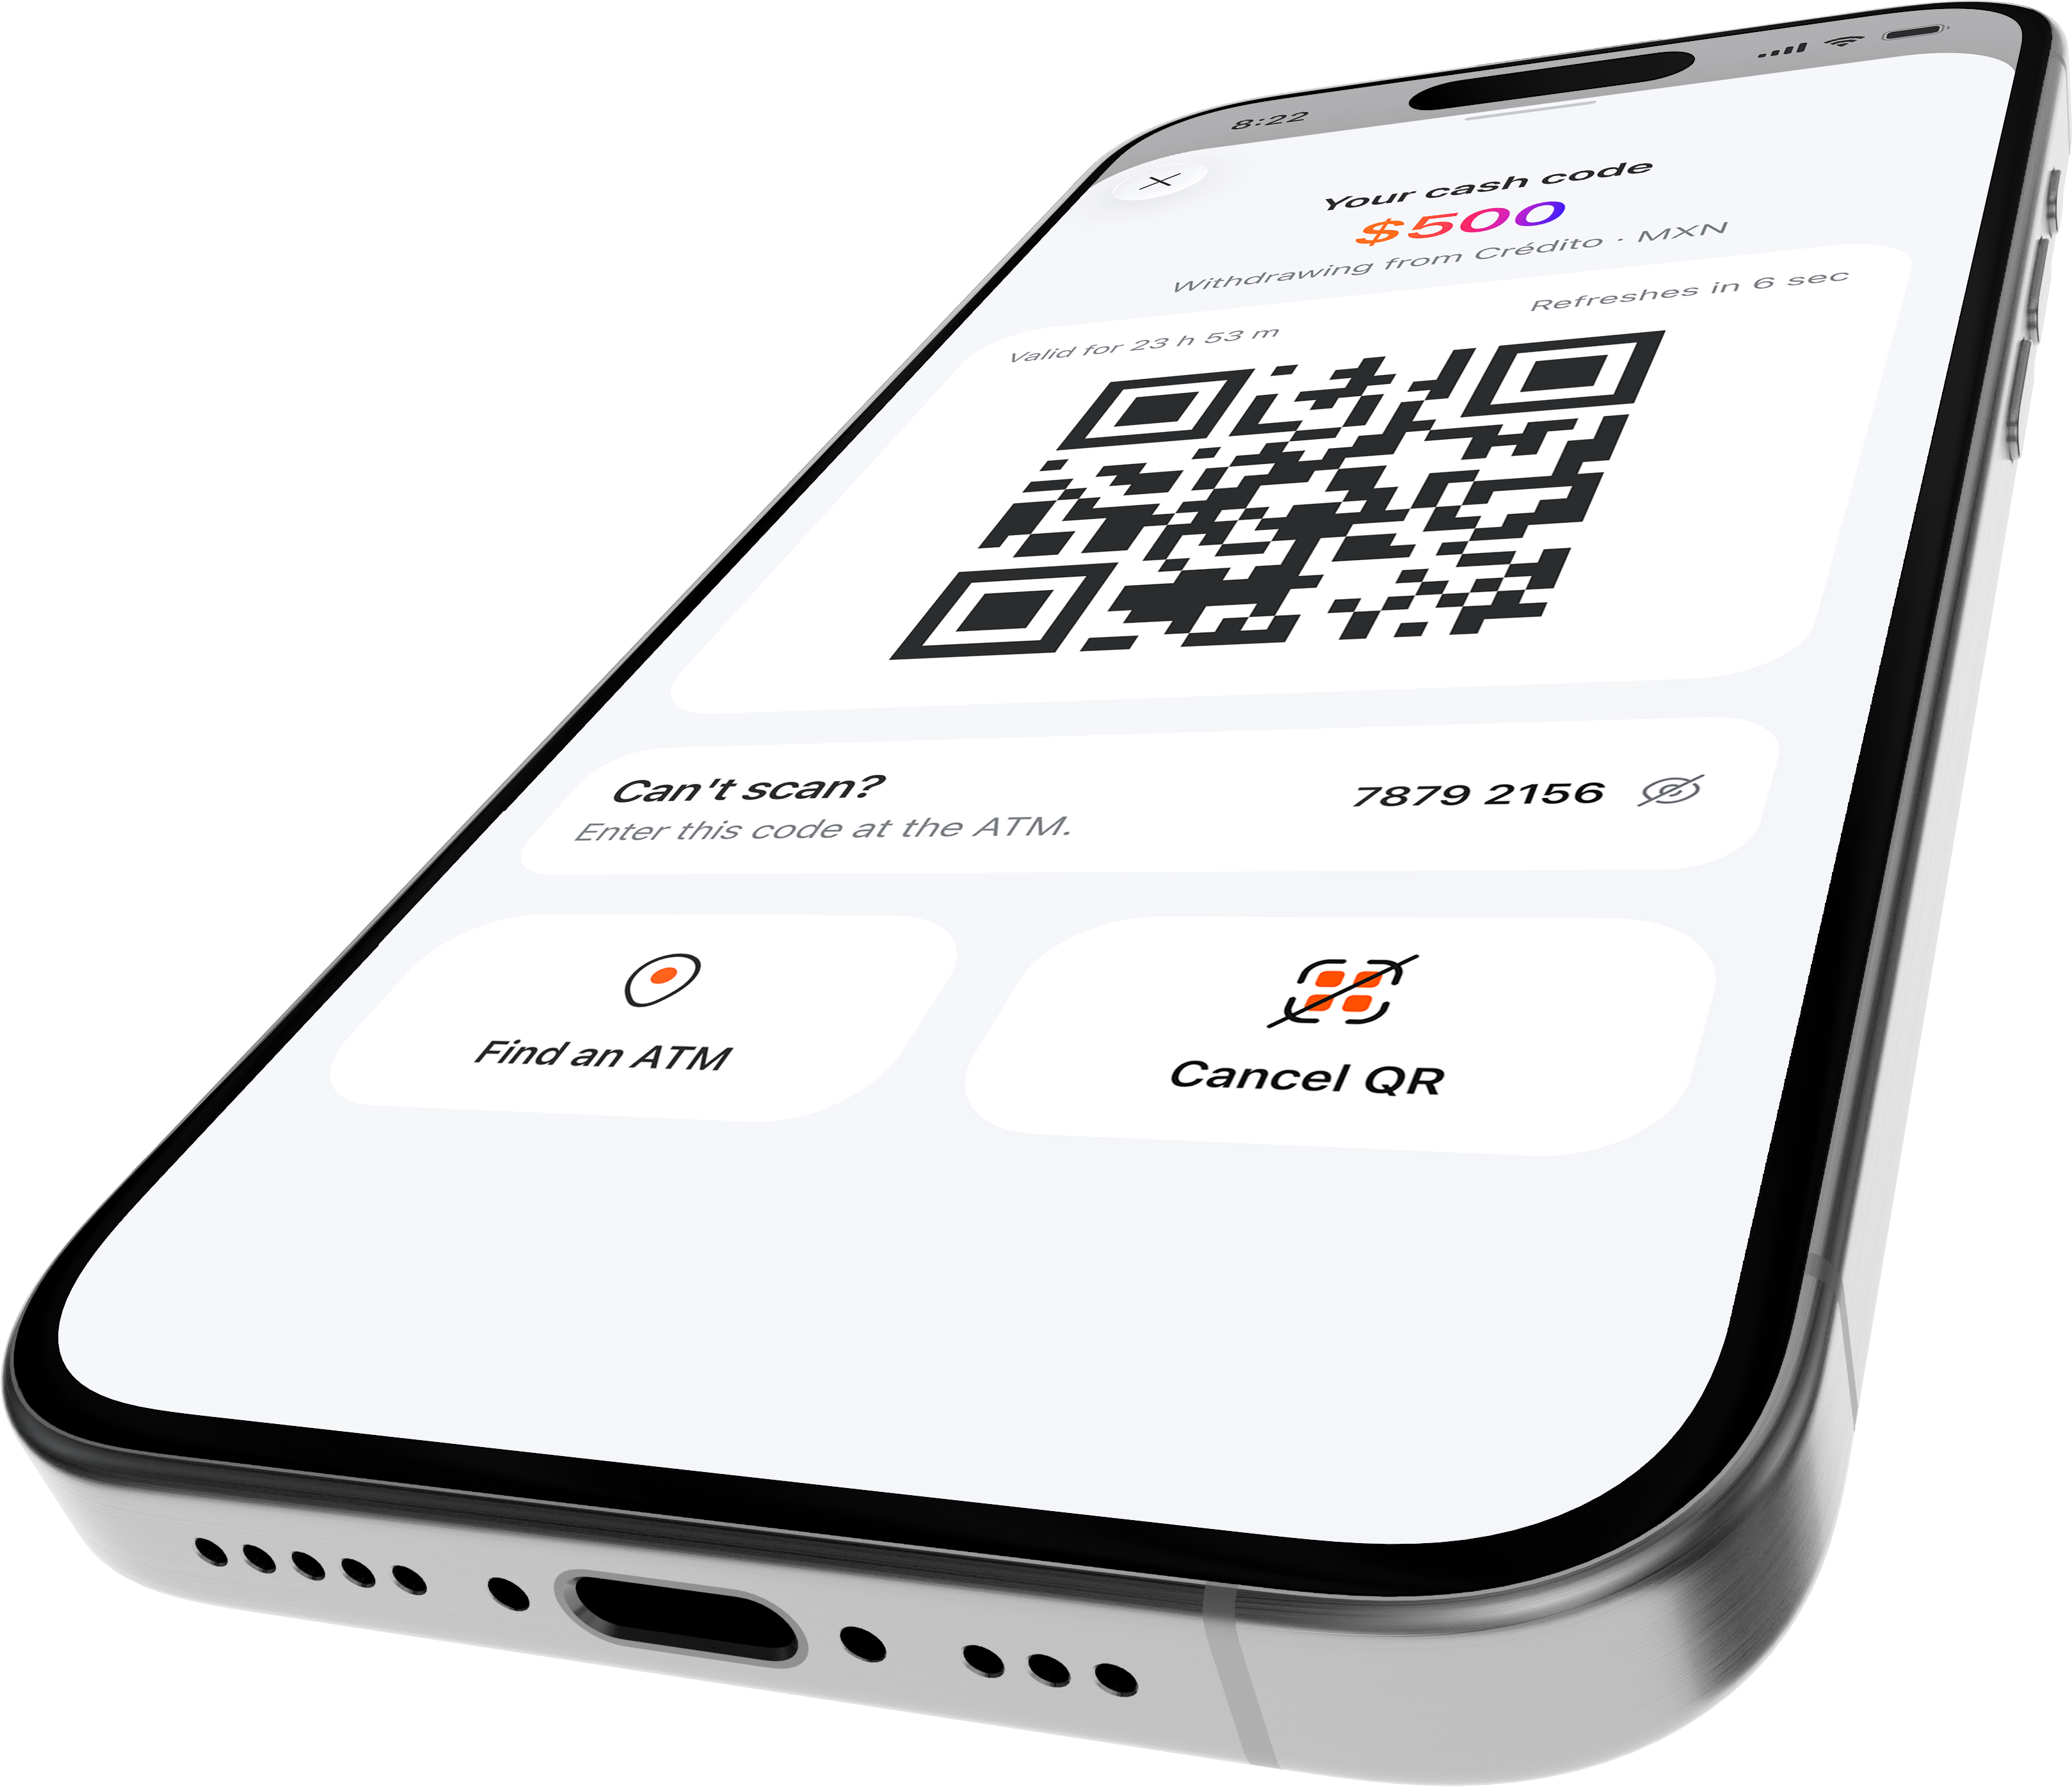 8:22
Your cash code
$500
Withdrawing from Crédito · MXN
Valid for 23 h 53 m
Refreshes in 6 sec
Can't scan?
7879 2156
Enter this code at the ATM.
Find an ATM
Cancel QR